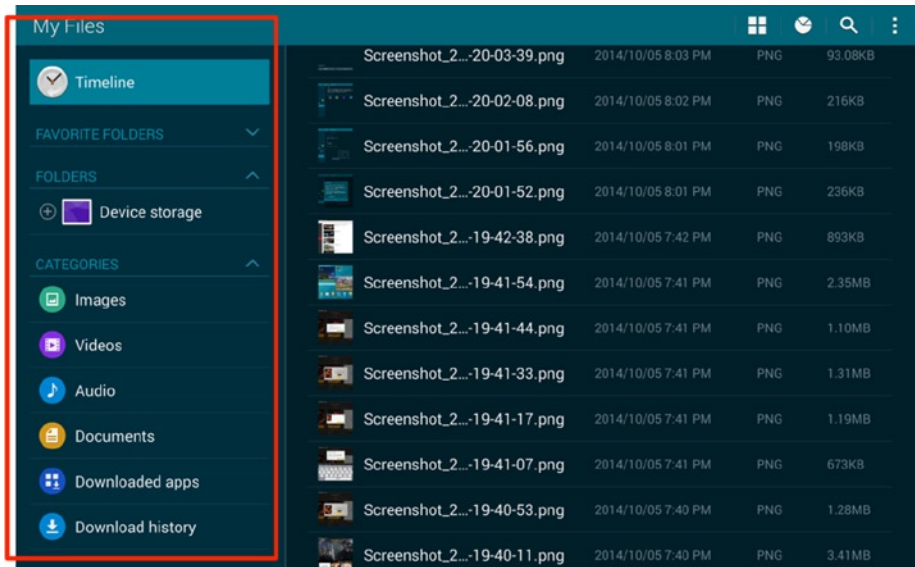 My Files
Timeline
FAVORITE FOLDERS
FOLDERS
Device storage
CATEGORIES
Images
Videos
Audio
Documents
Downloaded apps
Download history
Screenshot_2...-20-03-39.png 2014/10/05 8:03 PM PNG 93.08KB
Screenshot_2...-20-02-08.png 2014/10/05 8:02 PM PNG 216KB
Screenshot_2...-20-01-56.png 2014/10/05 8:01 PM PNG 198KB
Screenshot_2...-20-01-52.png 2014/10/05 8:01 PM PNG 236KB
Screenshot_2...-19-42-38.png 2014/10/05 7:42 PM PNG 893KB
Screenshot_2...-19-41-54.png 2014/10/05 7:41 PM PNG 2.35MB
Screenshot_2...-19-41-44.png 2014/10/05 7:41 PM PNG 1.10MB
Screenshot_2...-19-41-33.png 2014/10/05 7:41 PM PNG 1.31MB
Screenshot_2...-19-41-17.png 2014/10/05 7:41 PM PNG 1.19MB
Screenshot_2...-19-41-07.png 2014/10/05 7:41 PM PNG 673KB
Screenshot_2...-19-40-53.png 2014/10/05 7:40 PM PNG 1.28MB
Screenshot_2...-19-40-11.png 2014/10/05 7:40 PM PNG 3.41MB